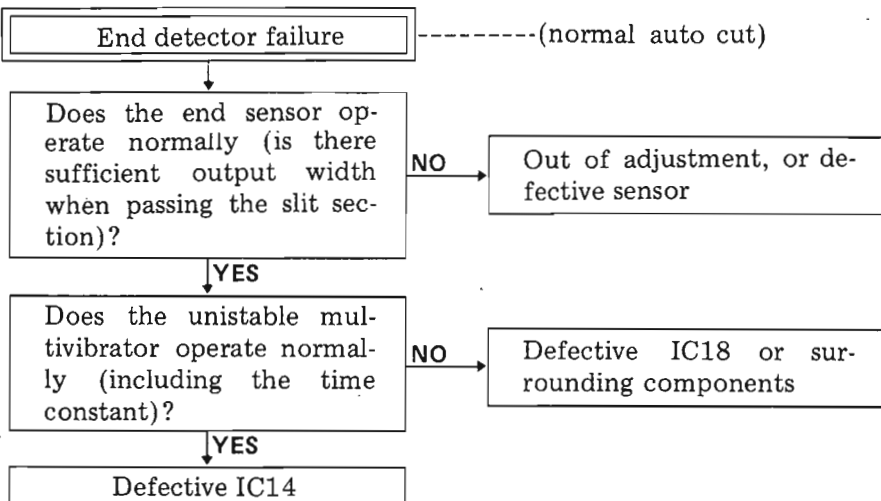 End detector failure
---------(normal auto cut)
Does the end sensor op-
erate normally (is there
sufficient output width
when passing the slit sec-
tion)?
NO
Out of adjustment, or de-
fective sensor
YES
Does the unistable mul-
tivibrator operate normal-
ly (including the time
constant)?
NO
Defective IC18 or sur-
rounding components
YES
Defective IC14